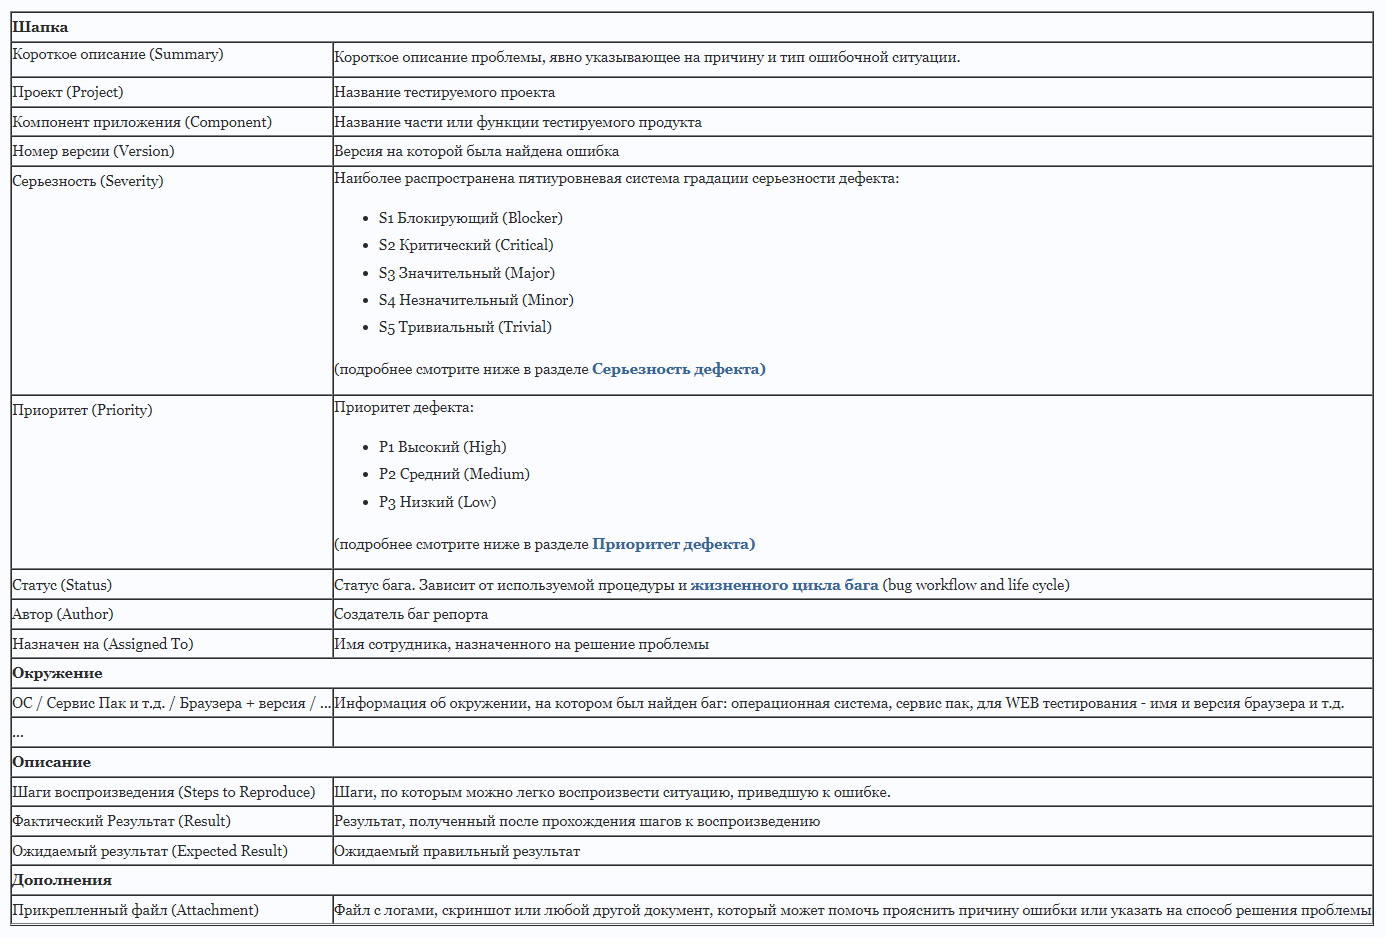 Шапка
Короткое описание (Summary)
Короткое описание проблемы, явно указывающее на причину и тип ошибочной ситуации.
Проект (Project)
Название тестируемого проекта
Компонент приложения (Component)
Название части или функции тестируемого продукта
Номер версии (Version)
Версия на которой была найдена ошибка
Серьезность (Severity)
Наиболее распространена пятиуровневая система градации серьезности дефекта:
• S1 Блокирующий (Blocker)
• S2 Критический (Critical)
• S3 Значительный (Major)
• S4 Незначительный (Minor)
• S5 Тривиальный (Trivial)
(подробнее смотрите ниже в разделе Серьезность дефекта)
Приоритет (Priority)
Приоритет дефекта:
• P1 Высокий (High)
• P2 Средний (Medium)
• P3 Низкий (Low)
(подробнее смотрите ниже в разделе Приоритет дефекта)
Статус (Status)
Статус бага. Зависит от используемой процедуры и жизненного цикла бага (bug workflow and life cycle)
Автор (Author)
Создатель баг репорта
Назначен на (Assigned To)
Имя сотрудника, назначенного на решение проблемы
Окружение
ОС / Сервис Пак и т.д. / Браузера + версия / ...
Информация об окружении, на котором был найден баг: операционная система, сервис пак, для WEB тестирования - имя и версия браузера и т.д.
...
Описание
Шаги воспроизведения (Steps to Reproduce)
Шаги, по которым можно легко воспроизвести ситуацию, приведшую к ошибке.
Фактический Результат (Result)
Результат, полученный после прохождения шагов к воспроизведению
Ожидаемый результат (Expected Result)
Ожидаемый правильный результат
Дополнения
Прикрепленный файл (Attachment)
Файл с логами, скриншот или любой другой документ, который может помочь прояснить причину ошибки или указать на способ решения проблемы